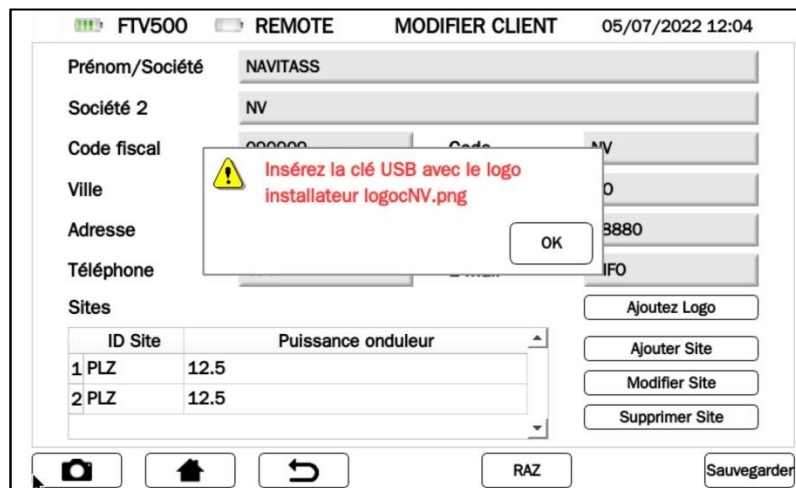 FTV500 REMOTE MODIFIER CLIENT 05/07/2022 12:04
Prénom/Société NAVITASS
Société 2 NV
Code fiscal Code NV
Ville
Insérez la clé USB avec le logo
installateur logocNV.png
Adresse 8880
OK
Téléphone
Sites Ajoutez Logo
ID Site Puissance onduleur
Ajouter Site
1 PLZ 12.5
Modifier Site
2 PLZ 12.5
Supprimer Site
RAZ Sauvegarder